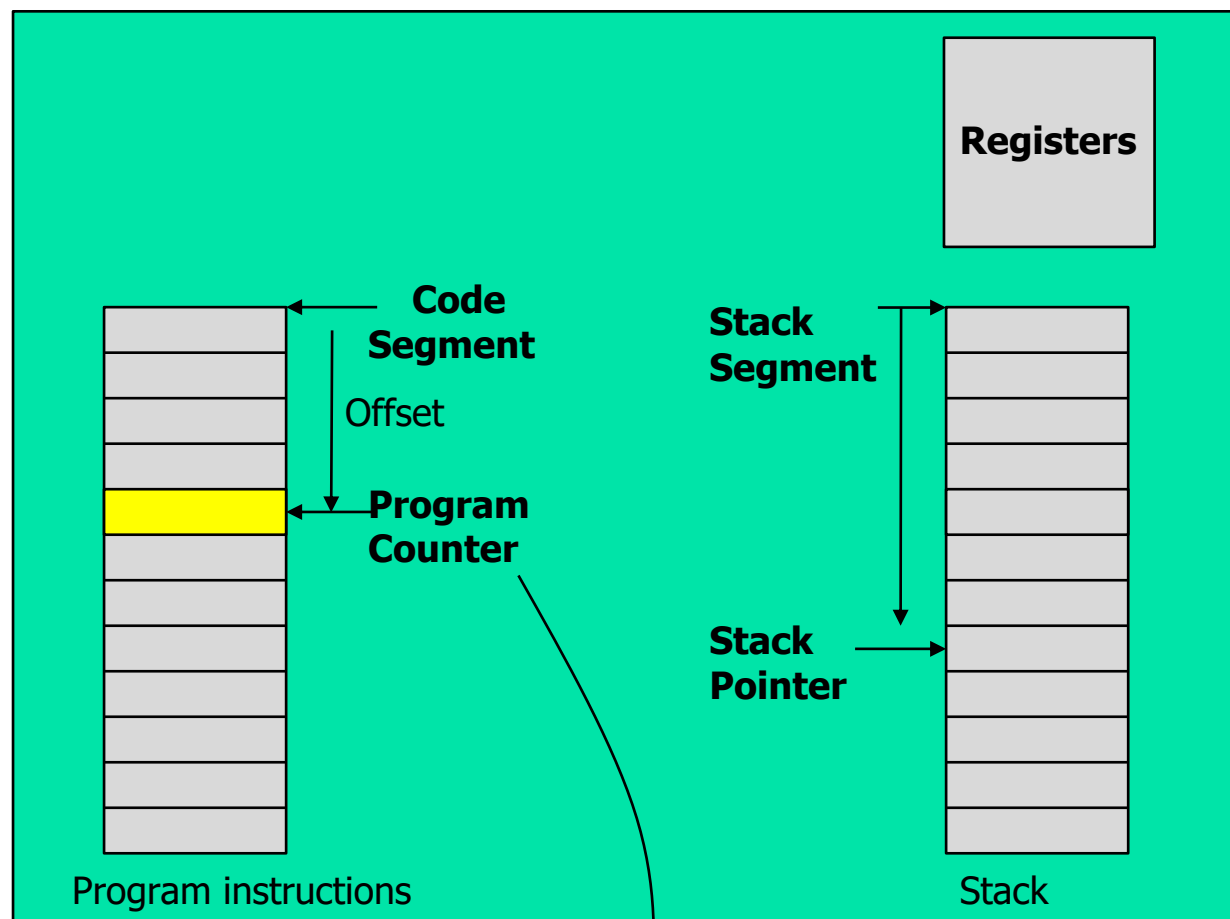 Registers
Code
Segment
Offset
Program
Counter
Stack
Segment
Stack
Pointer
Program instructions
Stack